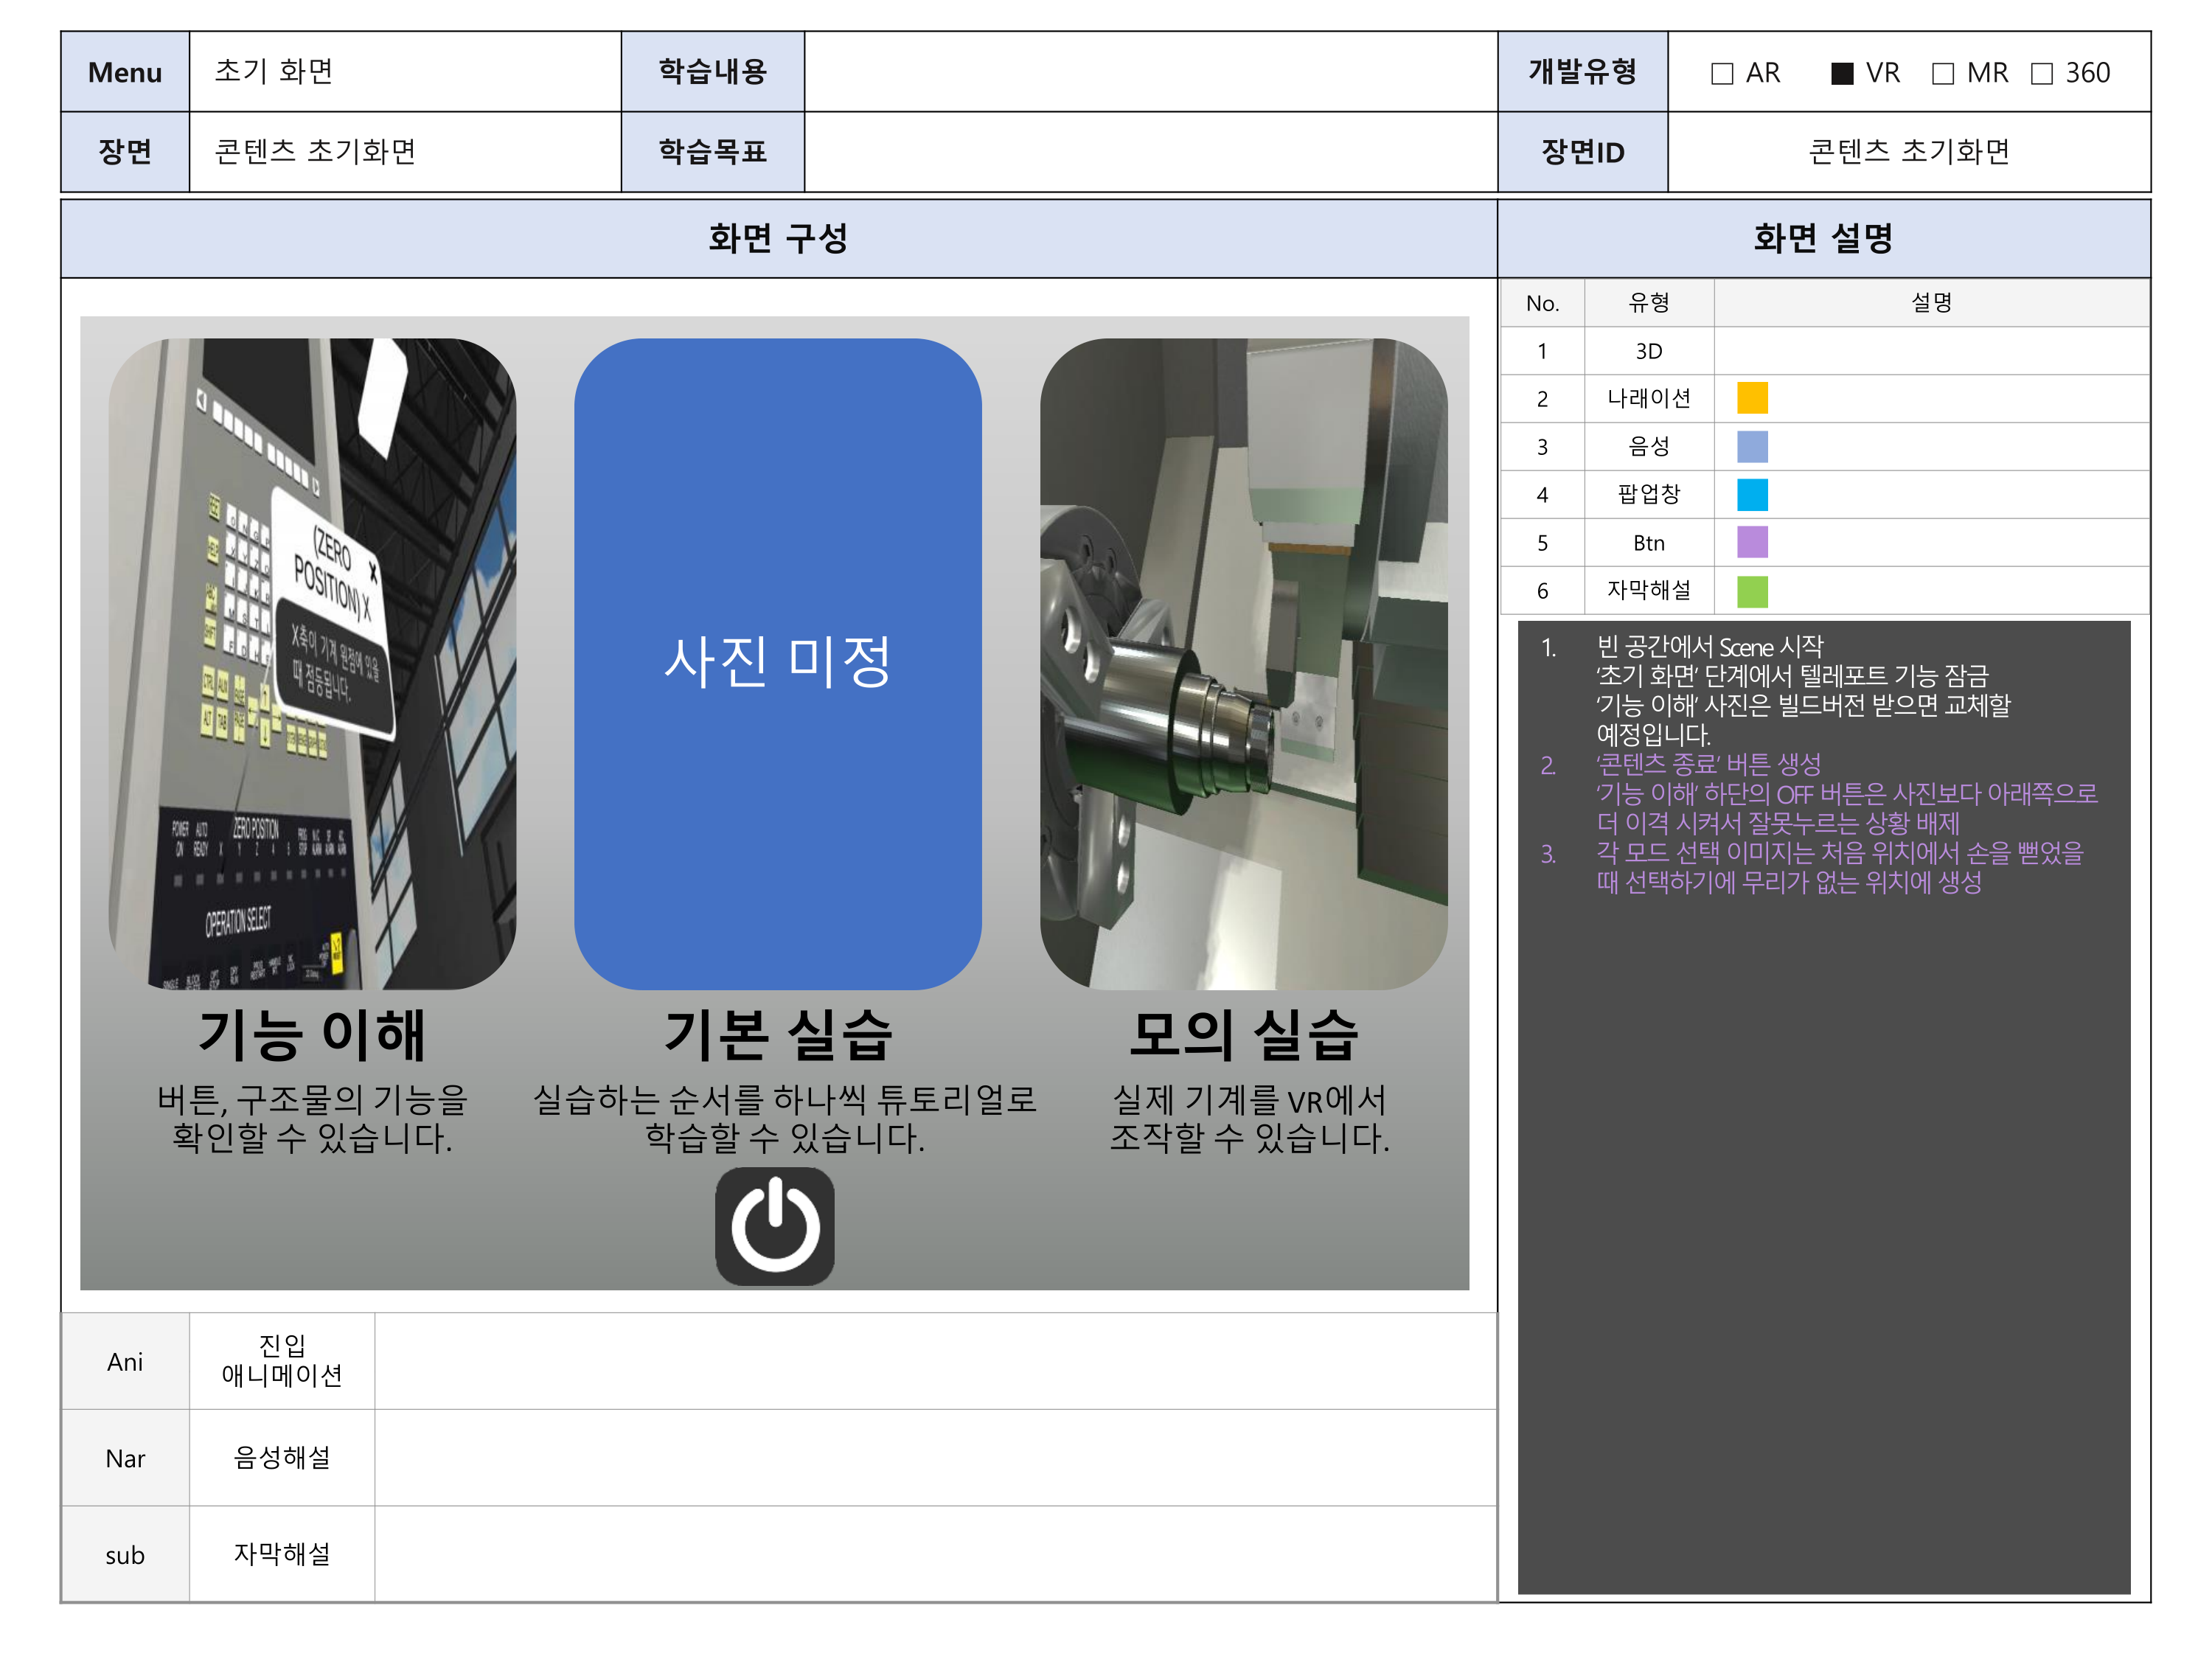 Menu 초기 화면 학습내용 개발유형 □ AR ■ VR □ MR □ 360
장면 콘텐츠 초기화면 학습목표 장면ID 콘텐츠 초기화면
화면 구성 화면 설명
No. 유형 설명
1 3D
2 나래이션
3 음성
4 팝업창
5 Btn
6 자막해설
(ZERO
POSITION) X
X
X축이 기계 원점에 있을
때 점등됩니다.
POWER ON
AUTO READY
ZERO POSITION
X Y Z 4 5
OPERATION SELECT
사진 미정
기능 이해
버튼, 구조물의 기능을
확인할 수 있습니다.
기본 실습
실습하는 순서를 하나씩 튜토리얼로
학습할 수 있습니다.
모의 실습
실제 기계를 VR에서
조작할 수 있습니다.
1. 빈 공간에서 Scene 시작
‘초기 화면’ 단계에서 텔레포트 기능 잠금
‘기능 이해’ 사진은 빌드버전 받으면 교체할
예정입니다.
2. ‘콘텐츠 종료’ 버튼 생성
‘기능 이해’ 하단의 OFF 버튼은 사진보다 아래쪽으로
더 이격 시켜서 잘못누르는 상황 배제
3. 각 모드 선택 이미지는 처음 위치에서 손을 뻗었을
때 선택하기에 무리가 없는 위치에 생성
Ani 진입
애니메이션
Nar 음성해설
sub 자막해설